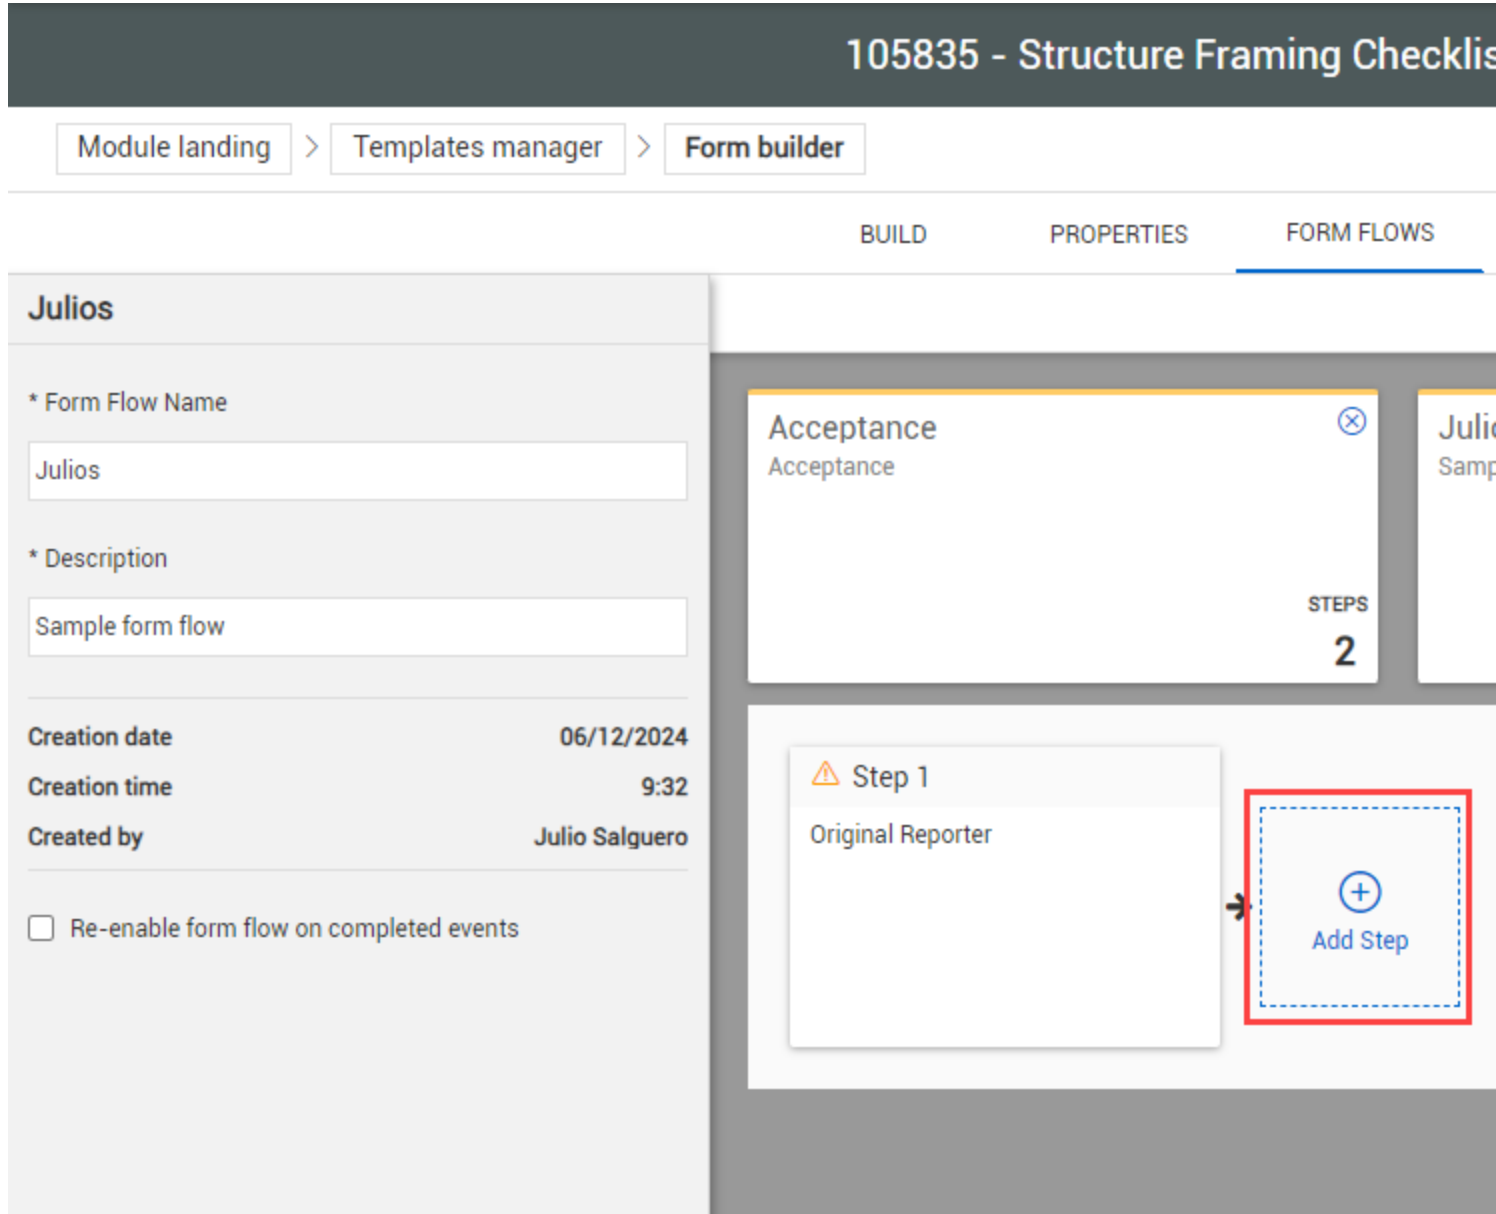 105835 - Structure Framing Checklis
Module landing > Templates manager > Form builder
BUILD PROPERTIES FORM FLOWS
Julios
* Form Flow Name
Julios
* Description
Sample form flow
Creation date 06/12/2024
Creation time 9:32
Created by Julio Salguero
Re-enable form flow on completed events
Acceptance
Acceptance
STEPS
2
Juli
Samp
Step 1
Original Reporter
Add Step